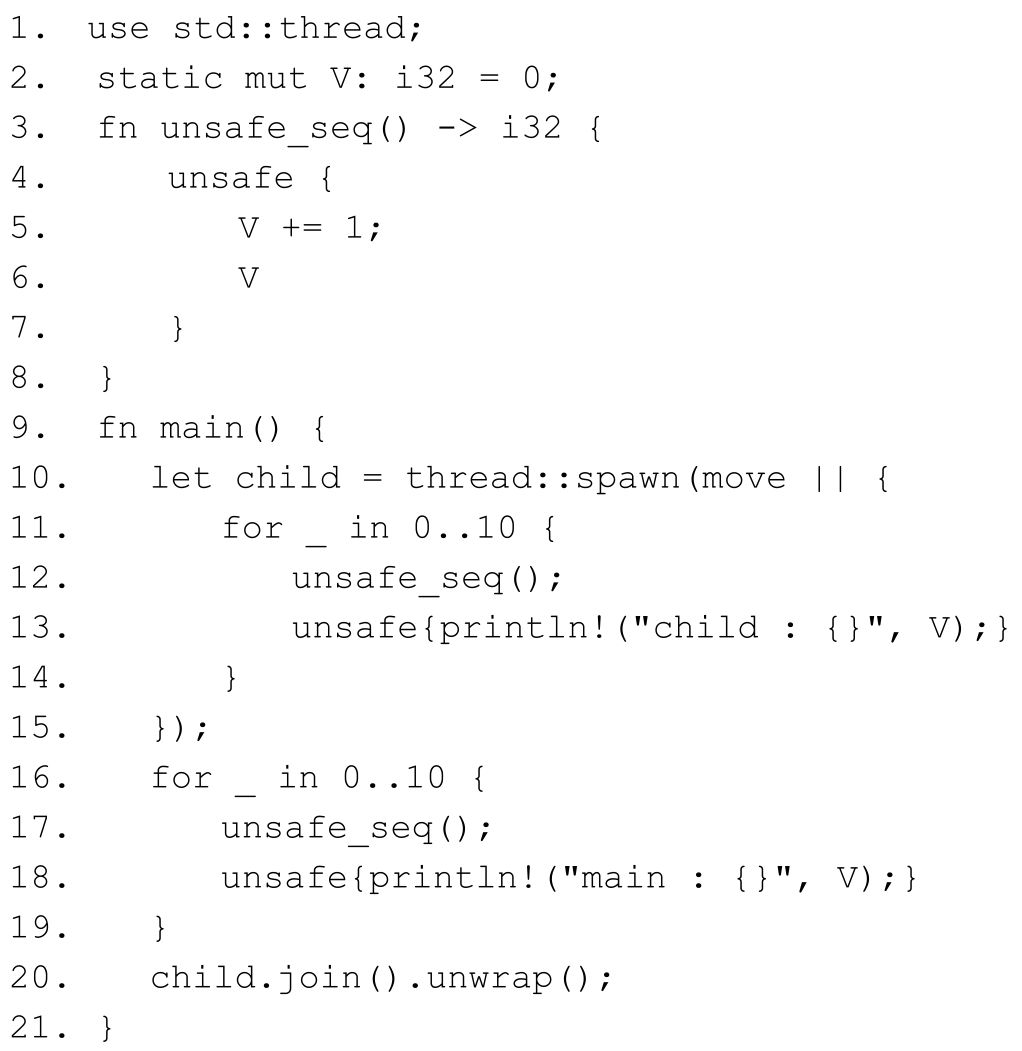 1. use std::thread;
2. static mut V: i32 = 0;
3. fn unsafe_seq() -> i32 {
4. unsafe {
5. V += 1;
6. V
7. }
8. }
9. fn main() {
10. let child = thread::spawn(move || {
11. for _ in 0..10 {
12. unsafe_seq();
13. unsafe{println!("child : {}", V);}
14. }
15. });
16. for _ in 0..10 {
17. unsafe_seq();
18. unsafe{println!("main : {}", V);}
19. }
20. child.join().unwrap();
21. }